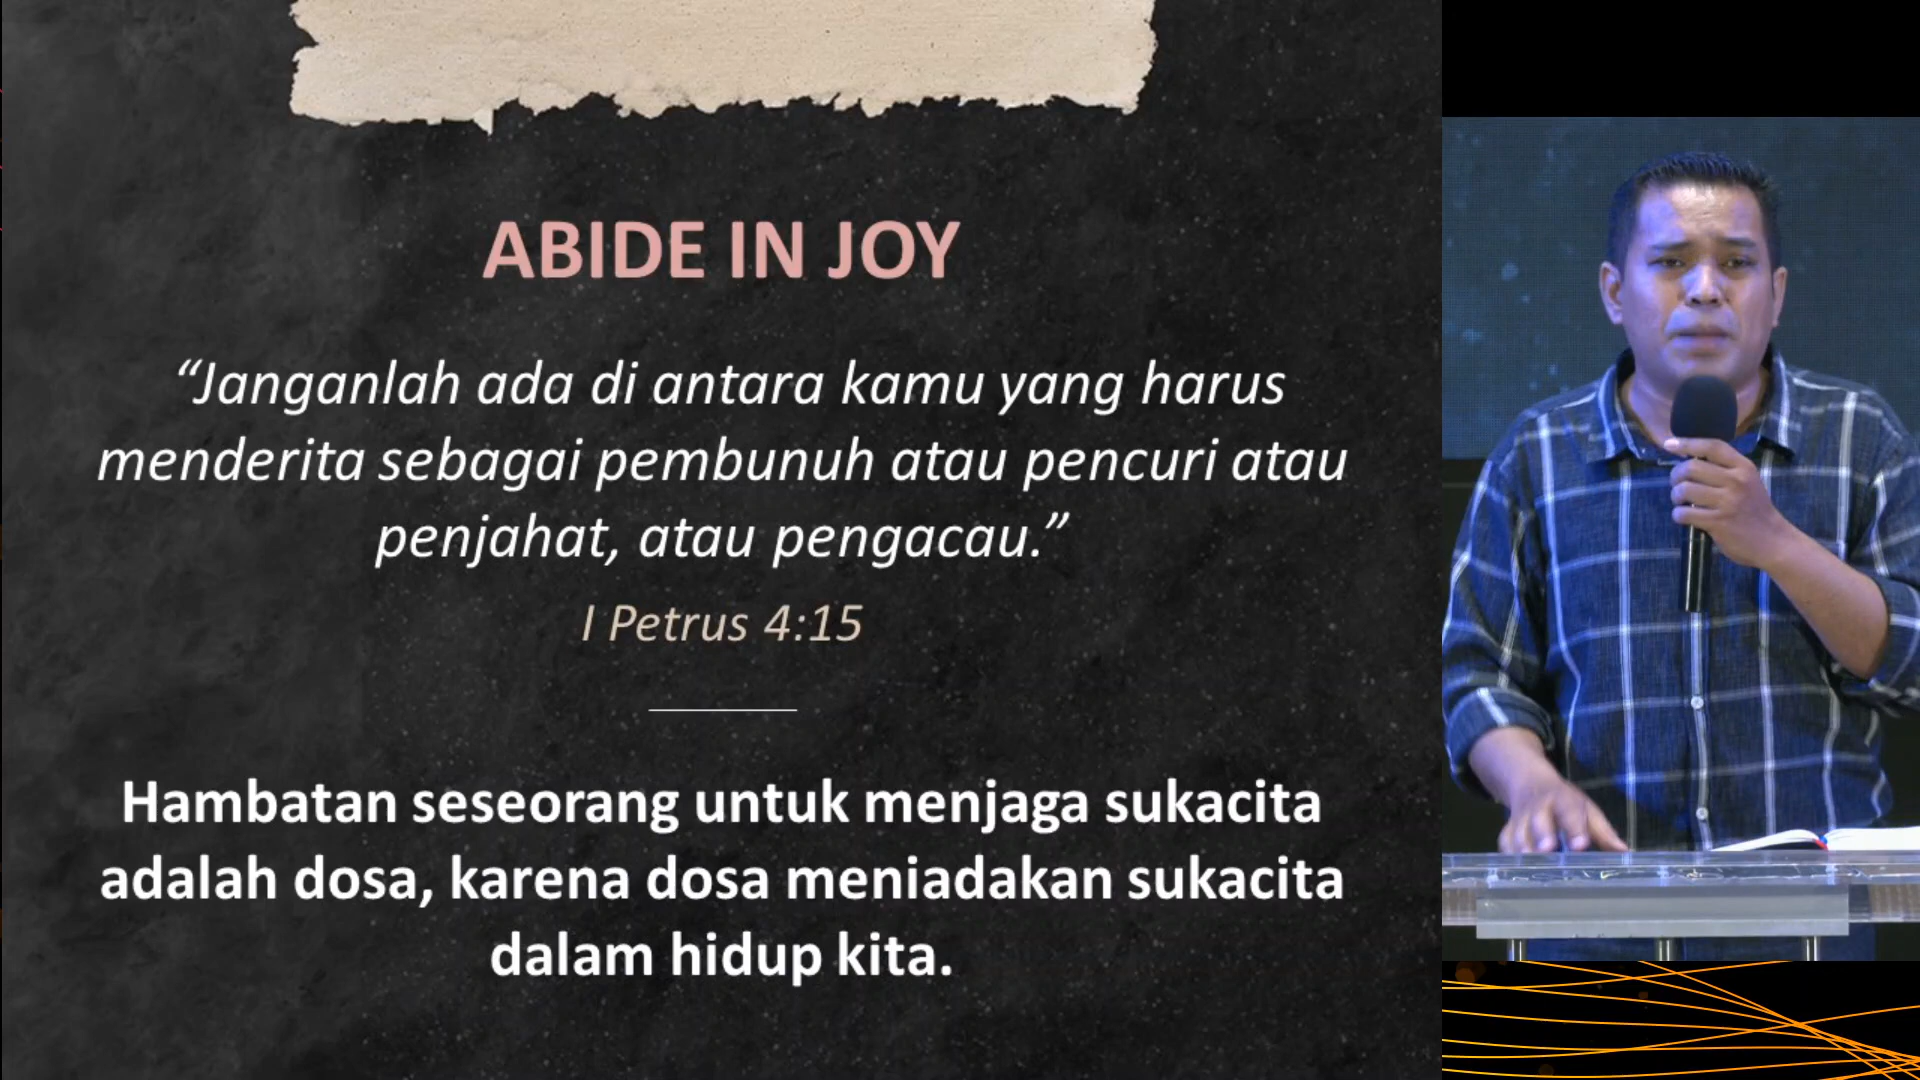 ABIDE IN JOY
“Janganlah ada di antara kamu yang harus
menderita sebagai pembunuh atau pencuri atau
penjahat, atau pengacau.”
I Petrus 4:15
Hambatan seseorang untuk menjaga sukacita
adalah dosa, karena dosa meniadakan sukacita
dalam hidup kita.